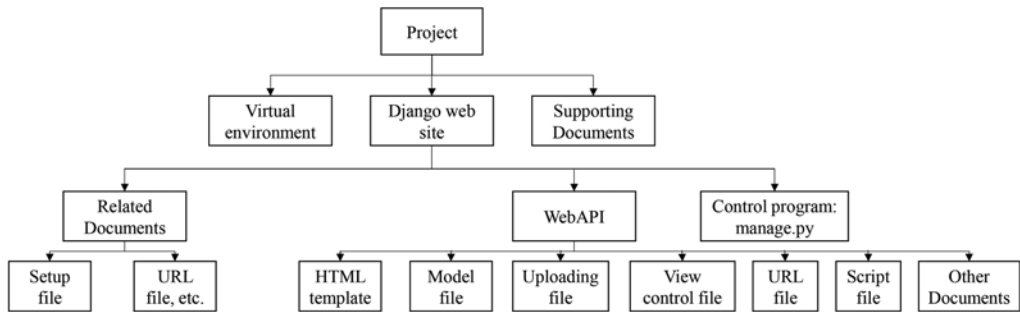 Project
Virtual
environment
Django web
site
Supporting
Documents
Related
Documents
WebAPI
Control program:
manage.py
Setup
file
URL
file, etc.
HTML
template
Model
file
Uploading
file
View
control file
URL
file
Script
file
Other
Documents